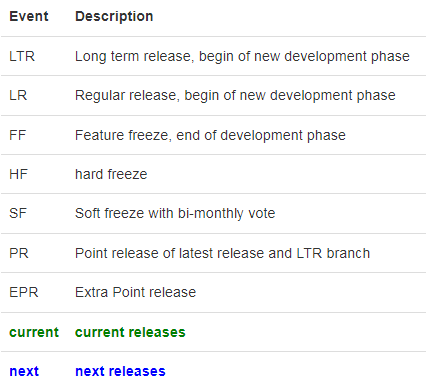 Event Description
LTR Long term release, begin of new development phase
LR Regular release, begin of new development phase
FF Feature freeze, end of development phase
HF hard freeze
SF Soft freeze with bi-monthly vote
PR Point release of latest release and LTR branch
EPR Extra Point release
current current releases
next next releases